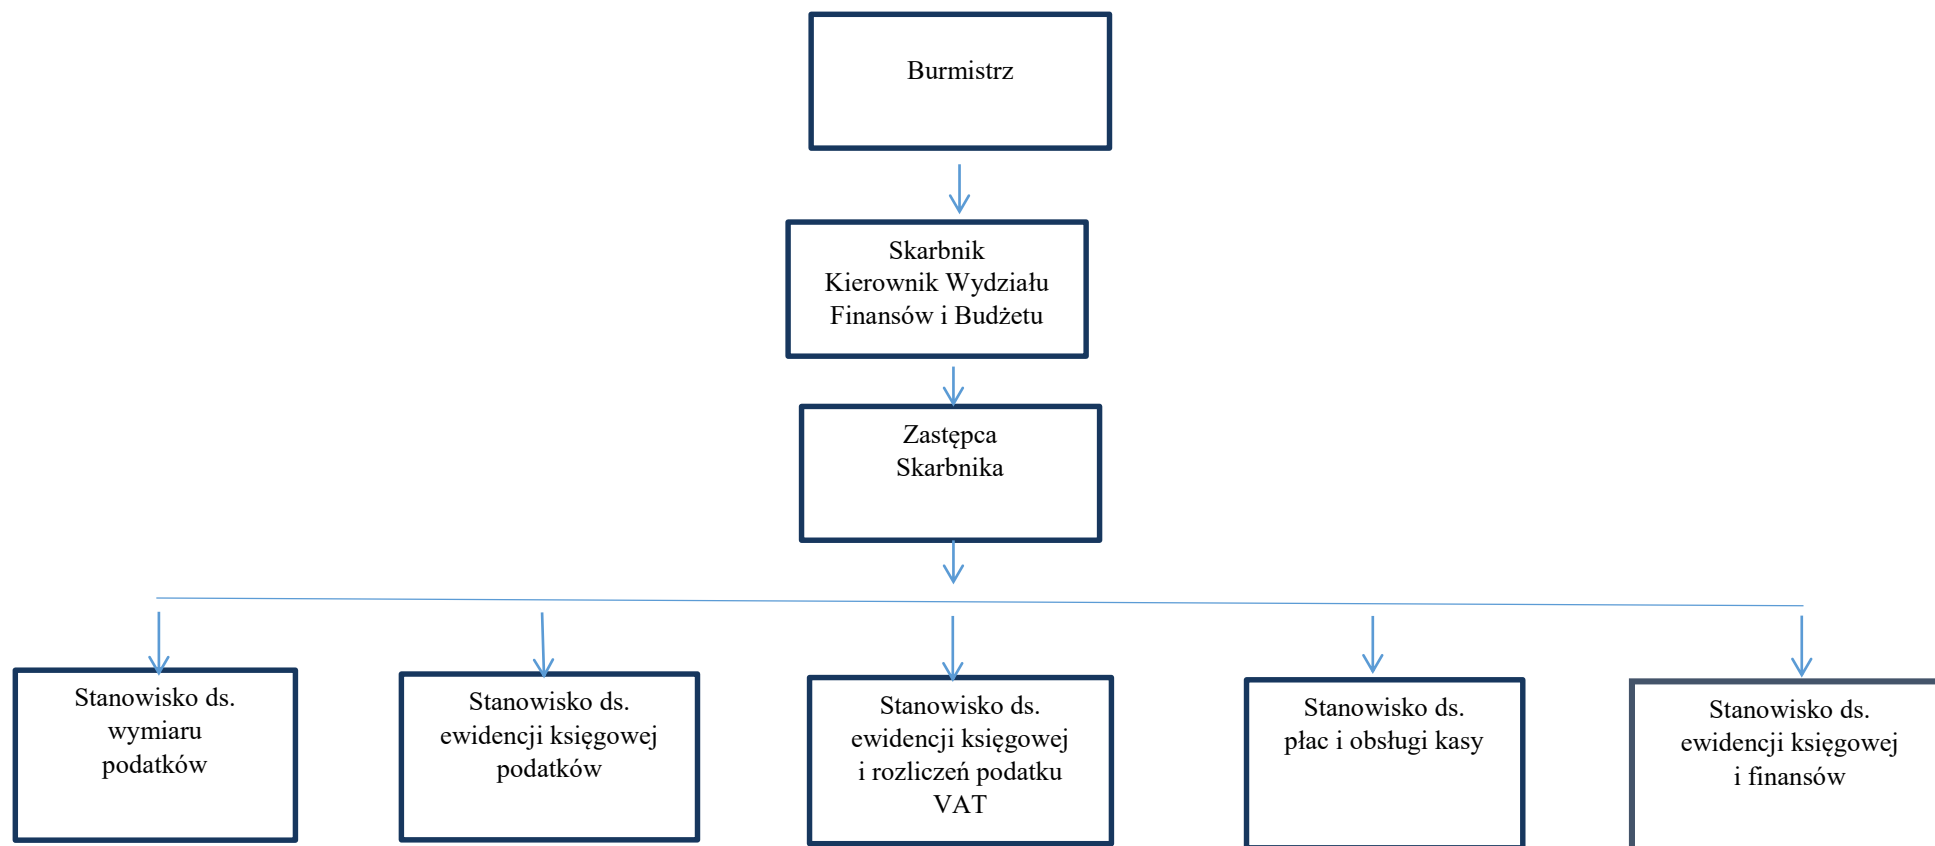 Burmistrz
Skarbnik
Kierownik Wydziału
Finansów i Budżetu
Zastępca
Skarbnika
Stanowisko ds.
wymiaru
podatków
Stanowisko ds.
ewidencji księgowej
podatków
Stanowisko ds.
ewidencji księgowej
i rozliczeń podatku
VAT
Stanowisko ds.
płac i obsługi kasy
Stanowisko ds.
ewidencji księgowej
i finansów